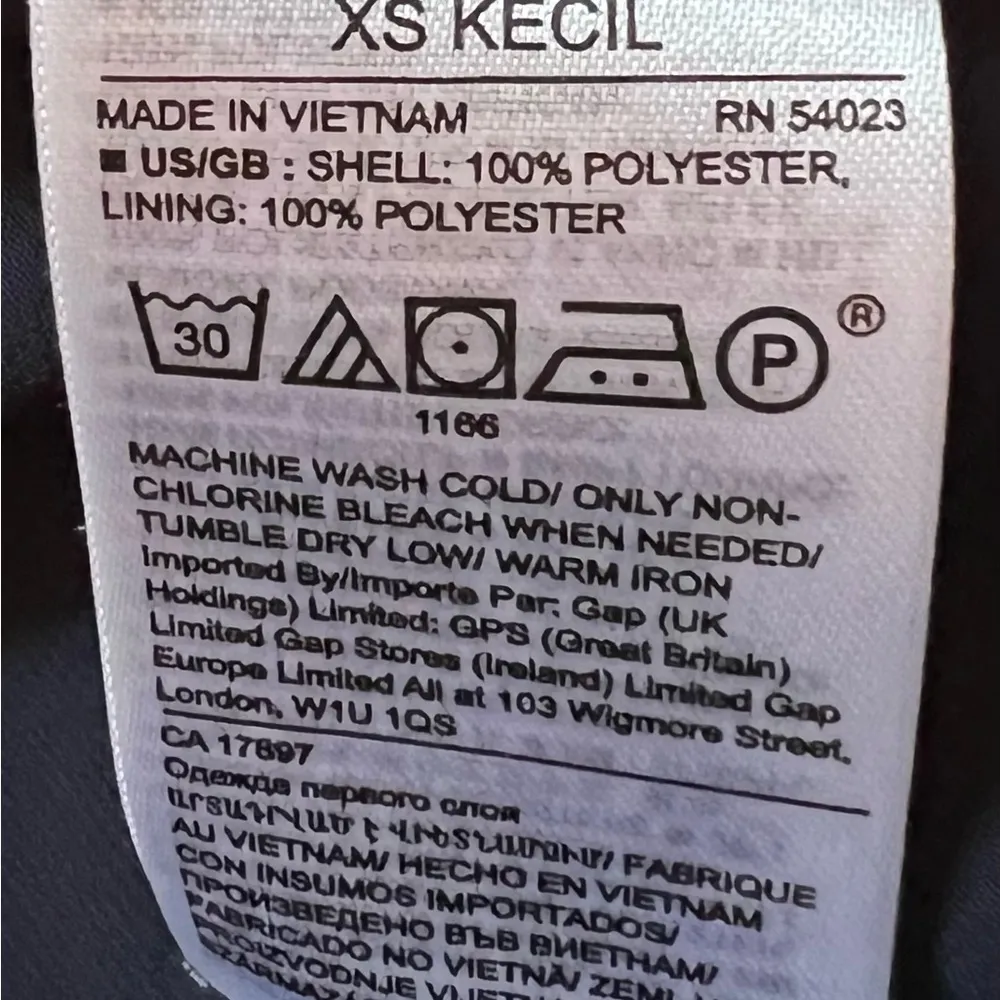 XS KECIL
MADE IN VIETNAM RN 54023
US/GB : SHELL: 100% POLYESTER,
LINING: 100% POLYESTER
30 P ®
1166
MACHINE WASH COLD/ ONLY NON-
CHLORINE BLEACH WHEN NEEDED/
TUMBLE DRY LOW/ WARM IRON
Imported By/Importe Par: Gap (UK
Holdings) Limited: GPS (Great Britain)
Limited Gap Stores (Ireland) Limited Gap
Europe Limited All at 103 Wigmore Street,
London, W1U 1QS
CA 17897
Одежда первого слоя
ԱՐՏԱԴՐՎԱԾ Է ՎԻԵՏՆԱՄՈՒՄ/ FABRIQUE
AU VIETNAM/ HECHO EN VIETNAM
CON INSUMOS IMPORTADOS/
ПРОИЗВЕДЕНО ВЪВ ВИЕТНАМ/
FABRICADO NO VIETNÃ/ ZEMĚ